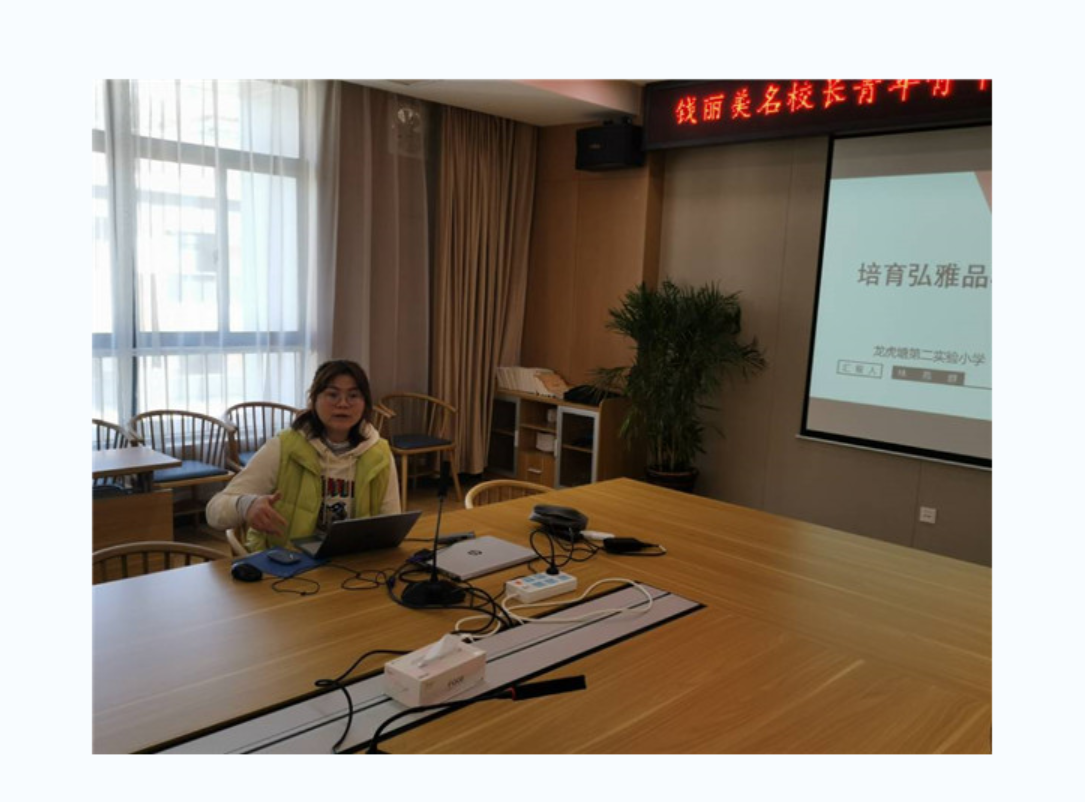 钱丽美名校长青年骨干
培育弘雅品
龙虎塘第二实验小学
汇报人